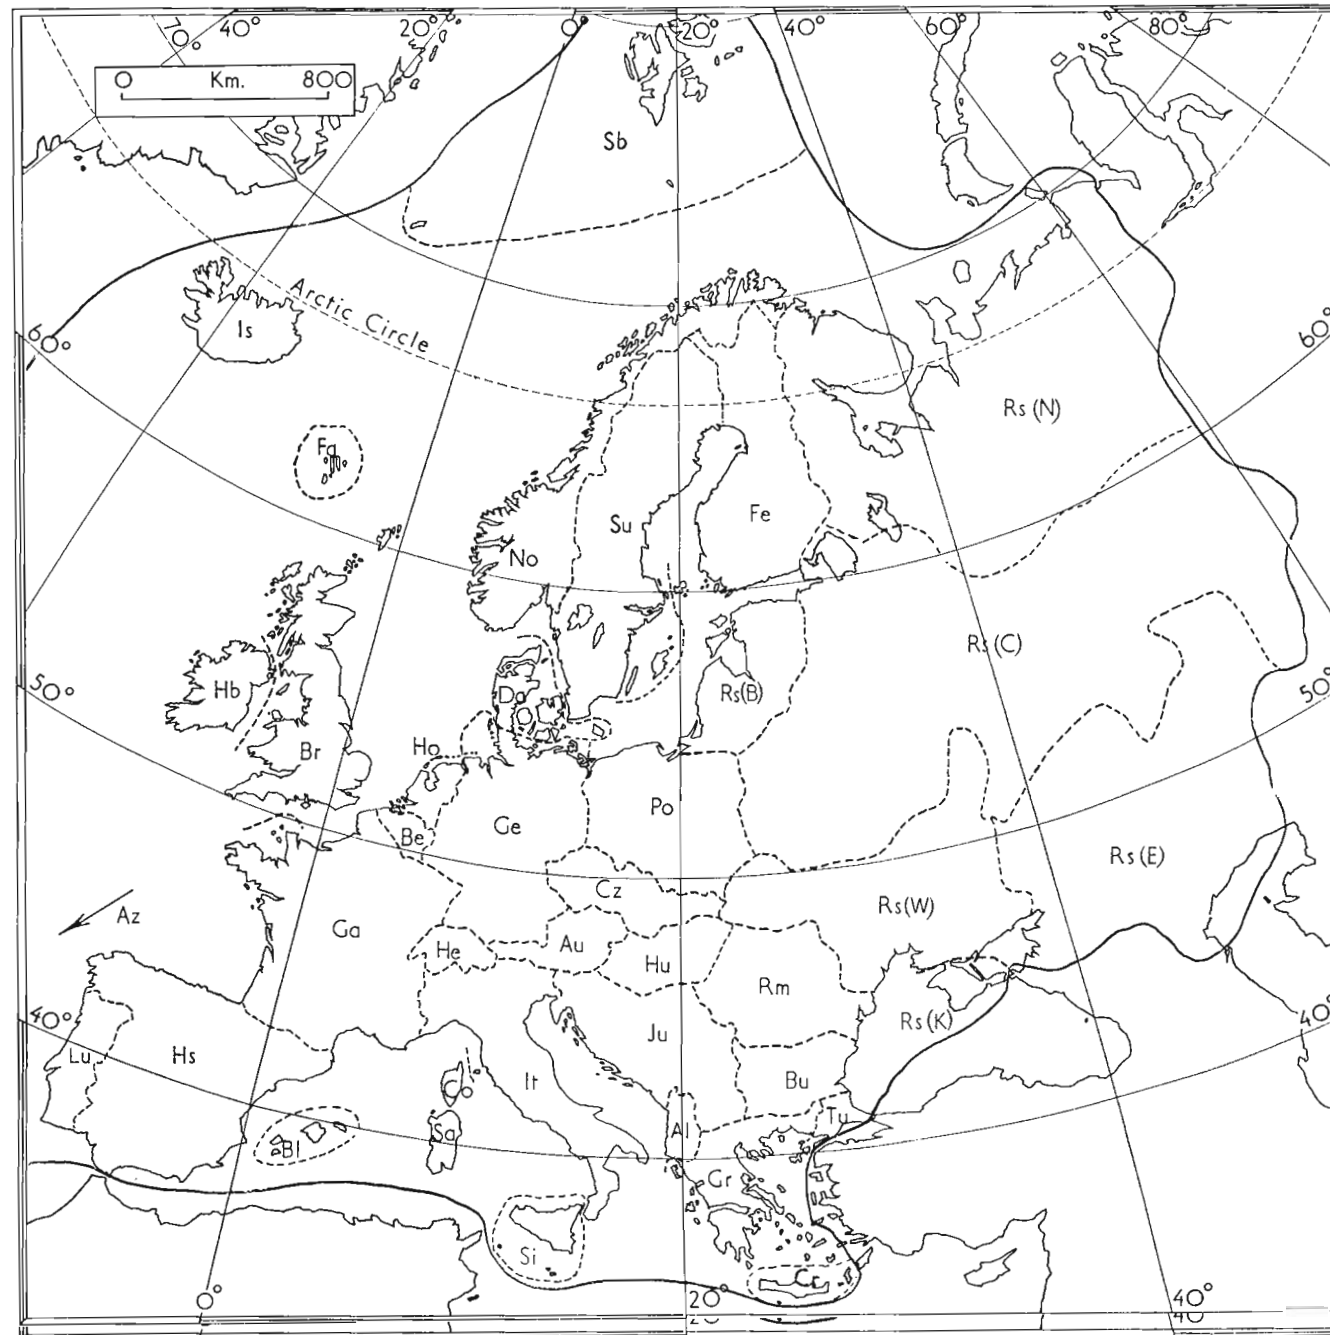 70°
40°
20°
0°
20°
40°
60°
80°
0 Km. 800
Sb
Arctic Circle
Is
60°
60°
Rs (N)
Fa
Su
Fe
No
Rs (C)
Hb
Da
Rs(B)
50°
50°
Br
Ho
Po
Be
Ge
Rs (E)
Cz
Rs(W)
Az
Ga
He
Au
Hu
Rm
It
40°
40°
Rs(K)
Ju
Lu
Hs
Bu
Co
Tu
Sa
Al
Bl
Gr
Si
Cr
0°
20°
40°
20
40